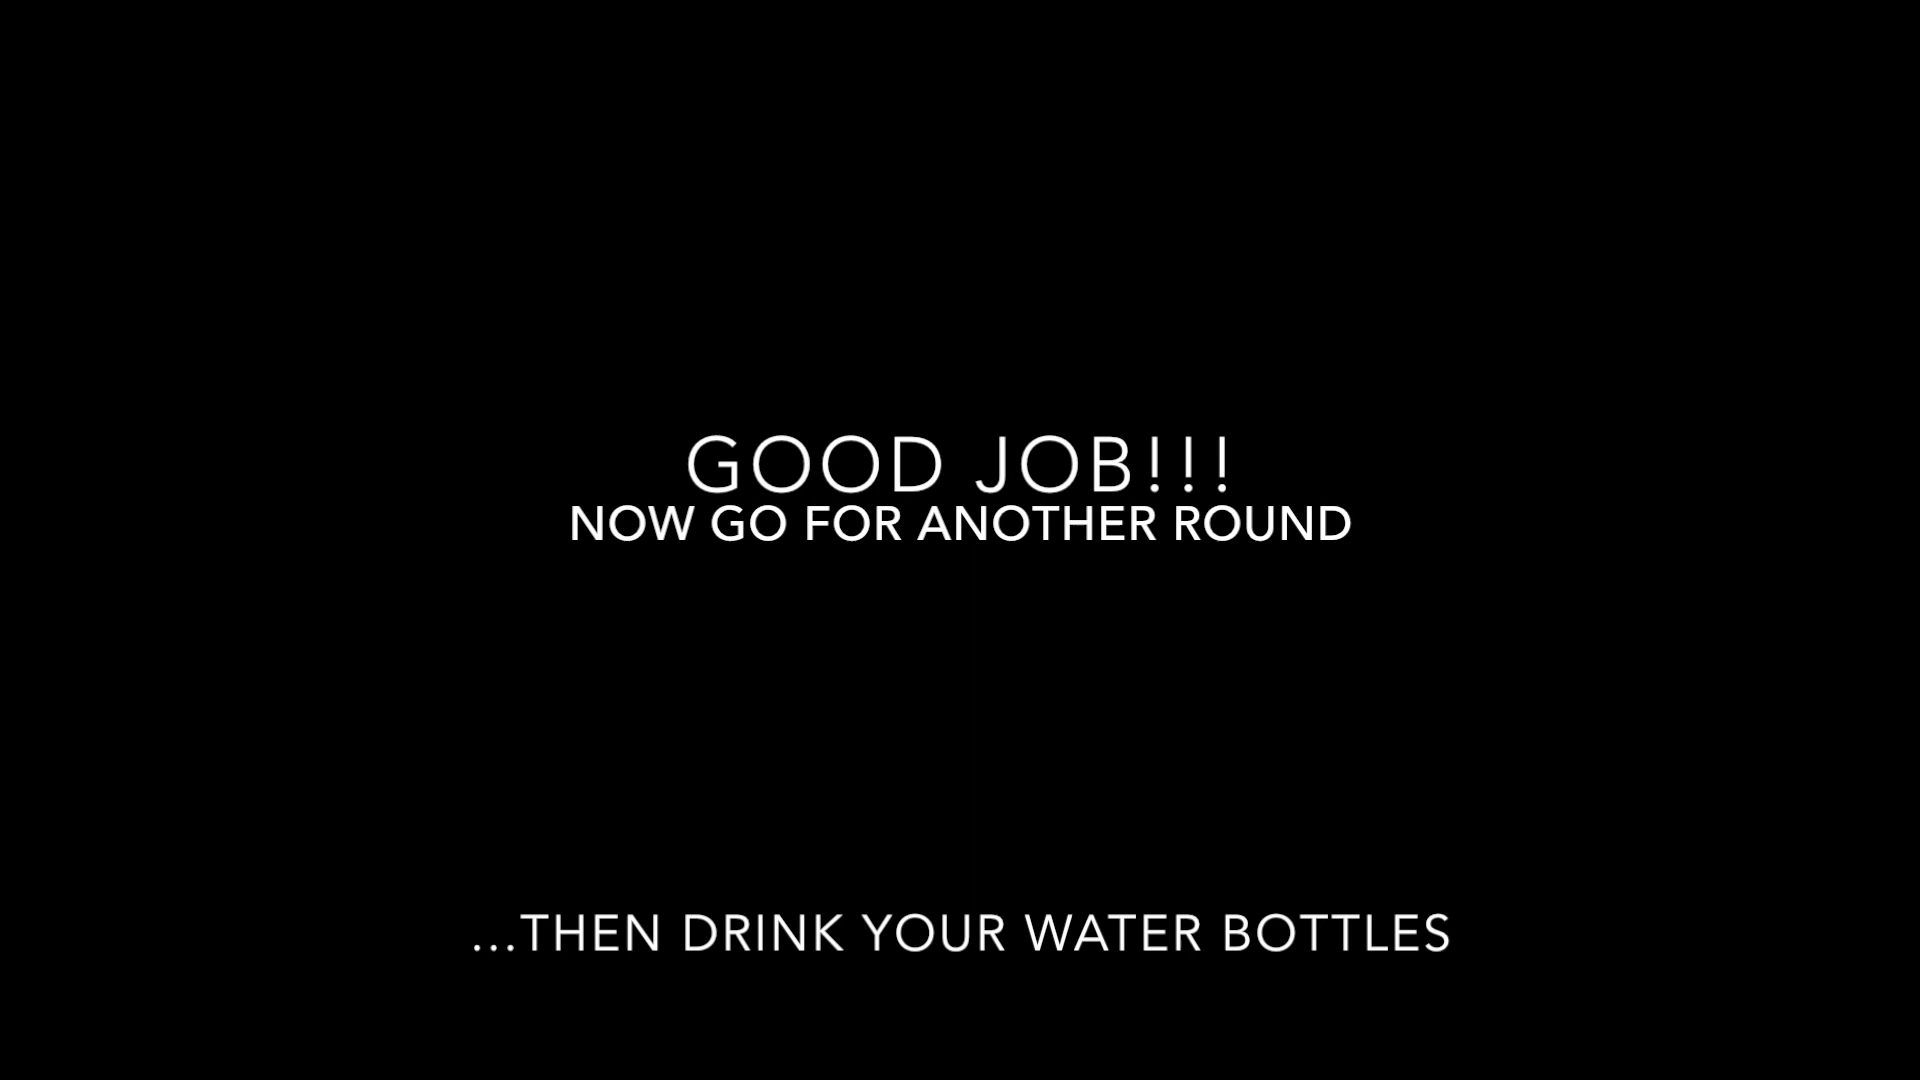 GOOD JOB!!!
NOW GO FOR ANOTHER ROUND
...THEN DRINK YOUR WATER BOTTLES